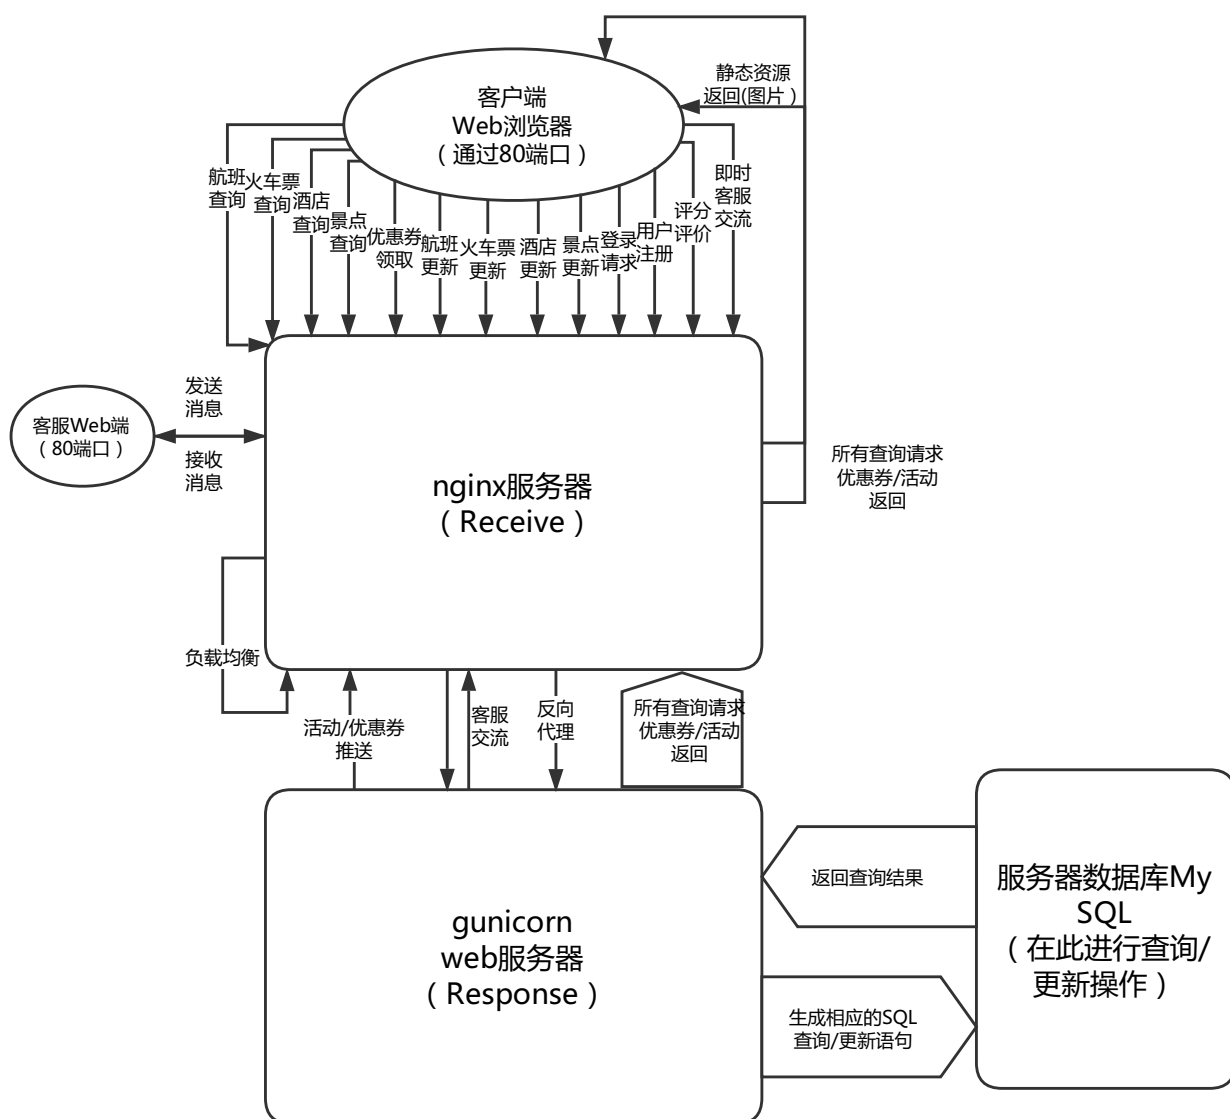 静态资源
返回(图片）
客户端
Web浏览器
（通过80端口）
航班
查询
火车票
查询
酒店
查询
景点
查询
优惠券
领取
航班
更新
火车票
更新
酒店
更新
景点
更新
登录
请求
用户
注册
评分
评价
即时
客服
交流
发送
消息
客服Web端
（80端口）
接收
消息
nginx服务器
（Receive）
所有查询请求
优惠券/活动
返回
负载均衡
活动/优惠券
推送
客服
交流
反向
代理
所有查询请求
优惠券/活动
返回
gunicorn
web服务器
（Response）
返回查询结果
生成相应的SQL
查询/更新语句
服务器数据库My
SQL
（在此进行查询/
更新操作）